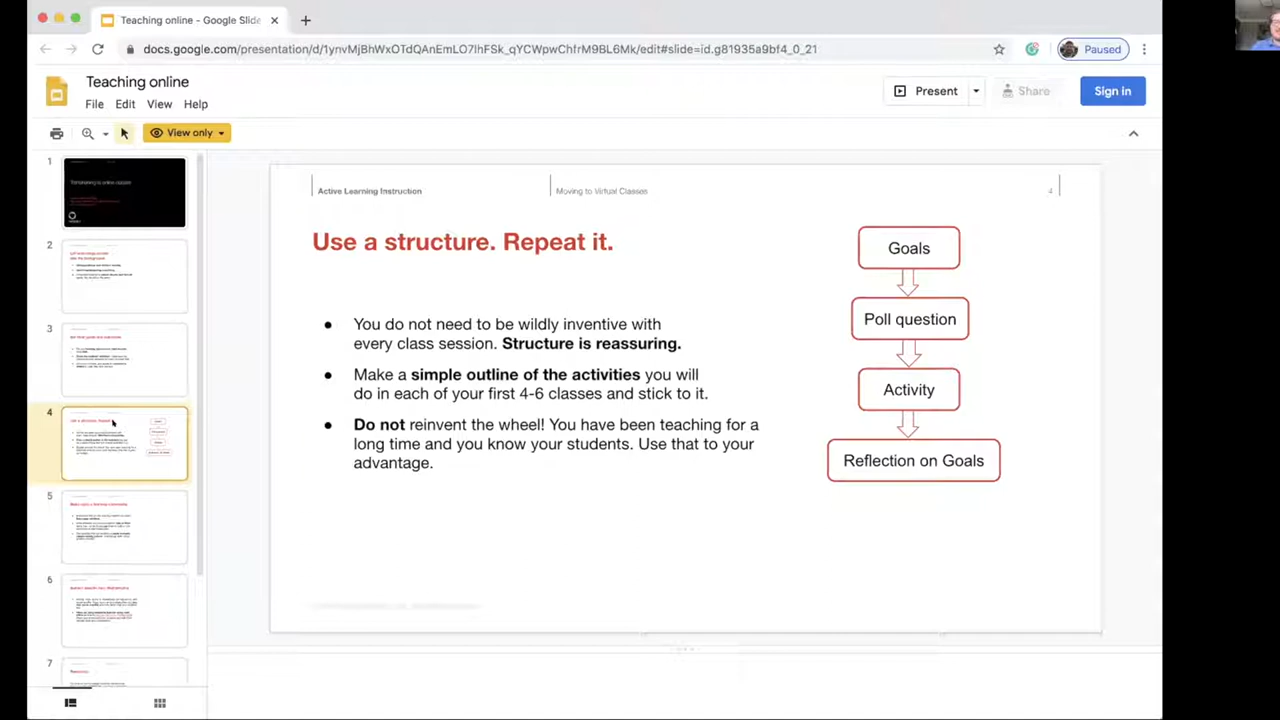 Teaching online - Google Slide
docs.google.com/presentation/d/1ynvMjBhWxOTdQAnEmLO7lhFSk_qYCWpwChfrM9BL6Mk/edit#slide=id.g81935a9bf4_0_21
Paused
Teaching online
File Edit View Help
Present
Share
Sign in
View only
1
2
3
4
5
6
7
Active Learning Instruction
Moving to Virtual Classes
4
Use a structure. Repeat it.
● You do not need to be wildly inventive with
every class session. Structure is reassuring.
● Make a simple outline of the activities you will
do in each of your first 4-6 classes and stick to it.
● Do not reinvent the wheel. You have been teaching for a
long time and you know your students. Use that to your
advantage.
Goals
Poll question
Activity
Reflection on Goals